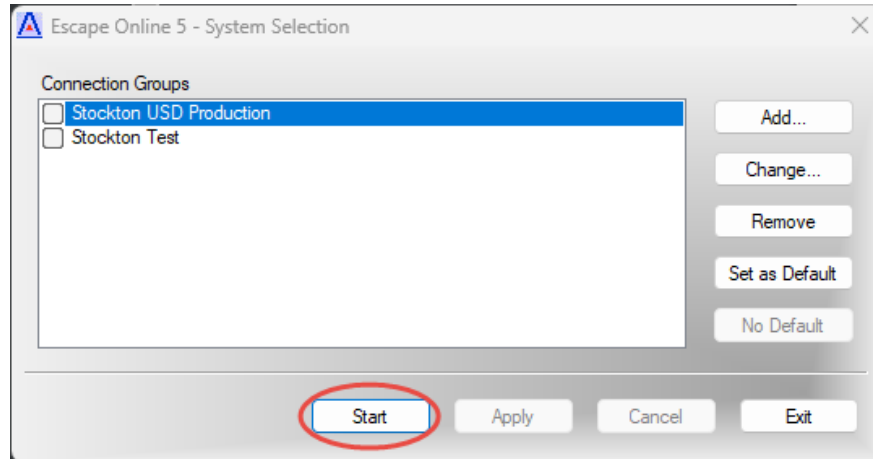 Escape Online 5 - System Selection
Connection Groups
Stockton USD Production
Stockton Test
Add...
Change...
Remove
Set as Default
No Default
Start
Apply
Cancel
Exit